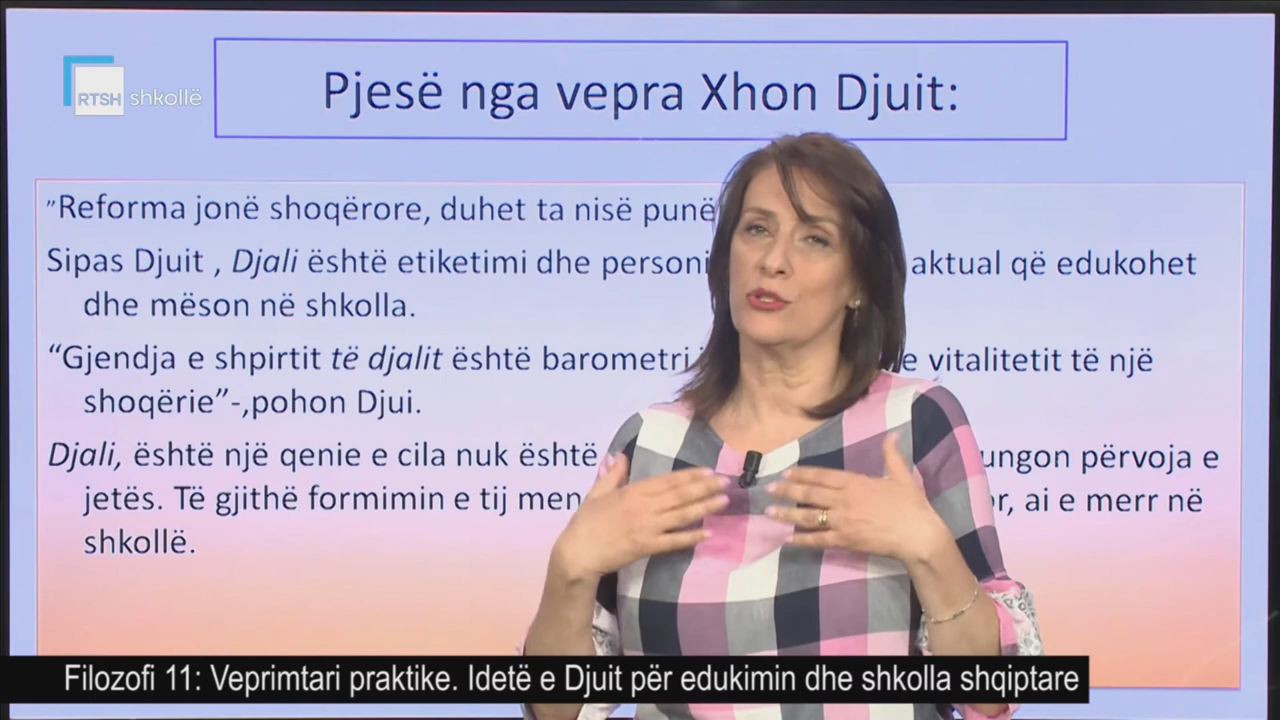 RTSH shkollë
Pjesë nga vepra Xhon Djuit:
”Reforma jonë shoqërore, duhet ta nisë punë
Sipas Djuit , Djali është etiketimi dhe personi aktual që edukohet
dhe mëson në shkolla.
“Gjendja e shpirtit të djalit është barometri e vitalitetit të një
shoqërie”-,pohon Djui.
Djali, është një qenie e cila nuk është ungon përvoja e
jetës. Të gjithë formimin e tij men or, ai e merr në
shkollë.
Filozofi 11: Veprimtari praktike. Idetë e Djuit për edukimin dhe shkolla shqiptare